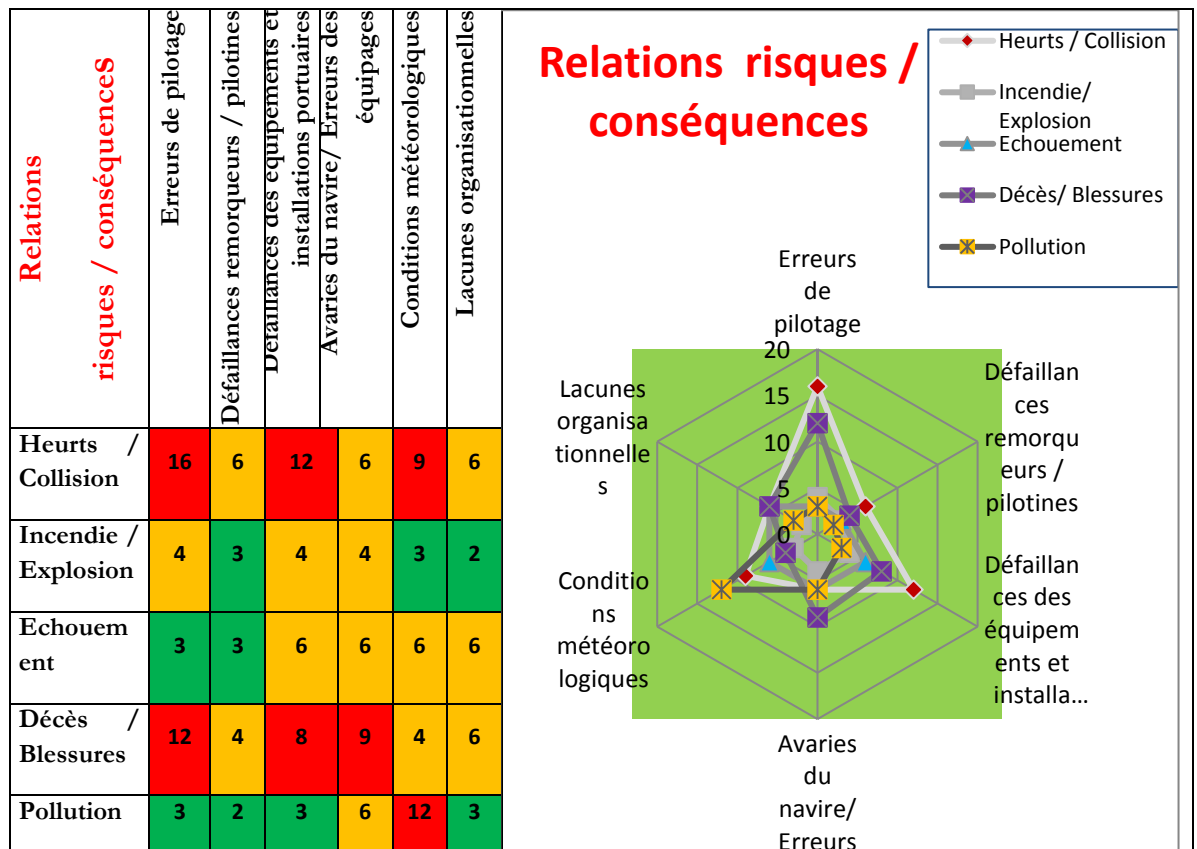 Relations
risques / conséquences
Erreurs de pilotage
Défaillances remorqueurs / pilotines
Défaillances des equipements et
installations portuaires
Avaries du navire/ Erreurs des
équipages
Conditions météorologiques
Lacunes organisationnelles
Heurts /
Collision
16
6
12
6
9
6
Incendie /
Explosion
4
3
4
4
3
2
Echouem
ent
3
3
6
6
6
6
Décès /
Blessures
12
4
8
9
4
6
Pollution
3
2
3
6
12
3
Relations risques /
conséquences
Heurts / Collision
Incendie/
Explosion
Echouement
Décès/ Blessures
Pollution
Erreurs
de
pilotage
20
15
10
5
0
Défaillan
ces
remorqu
eurs /
pilotines
Défaillan
ces des
équipem
ents et
installa...
Avaries
du
navire/
Erreurs
Conditio
ns
météoro
logiques
Lacunes
organisa
tionnelle
s